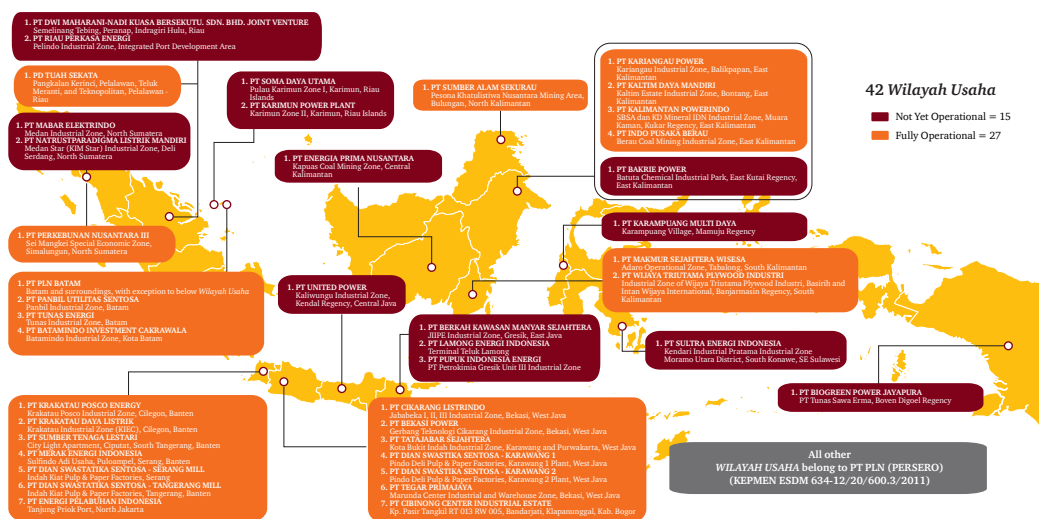 1. PT DWI MAHARANI-NADI KUASA BERSEKUTU. SDN. BHD. JOINT VENTURE
Semelinang Tebing, Peranap, Indragiri Hulu, Riau
2. PT RIAU PERKASA ENERGI
Pelindo Industrial Zone, Integrated Port Development Area
1. PD TUAH SEKATA
Pangkalan Kerinci, Pelalawan, Teluk
Meranti, and Teknopolitan, Pelalawan -
Riau
1. PT MABAR ELEKTRINDO
Medan Industrial Zone, North Sumatera
2. PT NATRUSTPARADIGMA LISTRIK MANDIRI
Medan Star (KIM Star) Industrial Zone, Deli
Serdang, North Sumatera
1. PT SOMA DAYA UTAMA
Pulau Karimun Zone I, Karimun, Riau
Islands
2. PT KARIMUN POWER PLANT
Karimun Zone II, Karimun, Riau Islands
1. PT SUMBER ALAM SEKURAU
Pesona Khatulistiwa Nusantara Mining Area,
Bulungan, North Kalimantan
1. PT KARIANGAU POWER
Kariangau Industrial Zone, Balikpapan, East
Kalimantan
2. PT KALTIM DAYA MANDIRI
Kaltim Estate Industrial Zone, Bontang, East
Kalimantan
3. PT KALIMANTAN POWERINDO
SBSA dan KD Mineral IDN Industrial Zone, Muara
Kaman, Kukar Regency, East Kalimantan
4. PT INDO PUSAKA BERAU
Berau Coal Mining Industrial Zone, East Kalimantan
1. PT BAKRIE POWER
Batuta Chemial Industrial Park, East Kutai Regency,
East Kalimantan
42 Wilayah Usaha
Not Yet Operational = 15
Fully Operational = 27
1. PT ENERGIA PRIMA NUSANTARA
Kapuas Coal Mining Zone, Central
Kalimantan
1. PT KARAMPUANG MULTI DAYA
Karampuang Village, Mamuju Regency
1. PT PERKEBUNAN NUSANTARA III
Sei Mangkei Special Economic Zone,
Simalungun, North Sumatera
1. PT MAKMUR SEJAHTERA WISESA
Adaro Operational Zone, Tabalong, South Kalimantan
2. PT WIJAYA TRIUTAMA PLYWOOD INDUSTRI
Industrial Zone of Wijaya Triutama Plywood Industri, Basirih and
Intan Wijaya International, Banjarmasin Regency, South
Kalimantan
1. PT PLN BATAM
Batam and surroundings, with exception to below Wilayah Usaha
2. PT PANBIL UTILITAS SENTOSA
Panbil Industrial Zone, Batam
3. PT TUNAS ENERGI
Tunas Industrial Zone, Batam
4. PT BATAMINDO INVESTMENT CAKRAWALA
Batamindo Industrial Zone, Kota Batam
1. PT UNITED POWER
Kaliwungu Industrial Zone,
Kendal Regency, Central Java
1. PT BERKAH KAWASAN MANYAR SEJAHTERA
JIIPE Industrial Zone, Gresik, East Java
2. PT LAMONG ENERGI INDONESIA
Terminal Teluk Lamong
3. PT PUPUK INDONESIA ENERGI
PT Petrokimia Gresik Unit III Industrial Zone
1. PT SULTRA ENERGI INDONESIA
Kendari Industrial Pratama Industrial Zone
Moramo Utara District, South Konawe, SE Sulawesi
1. PT BIOGREEN POWER JAYAPURA
PT Tunas Sawa Erma, Boven Digoel Regency
1. PT KRAKATAU POSCO ENERGY
Krakatau Posco Industrial Zone, Cilegon, Banten
2. PT KRAKATAU DAYA LISTRIK
Krakatau Industrial Zone (KIEC), Cilegon, Banten
3. PT SUMBER TENAGA LESTARI
City Light Apartment, Ciputat, South Tangerang, Banten
4. PT MERAK ENERGI INDONESIA
Sulfindo Adi Usaha, Puloampel, Serang, Banten
5. PT DIAN SWASTATIKA SENTOSA - SERANG MILL
Indah Kiat Pulp & Paper Factories, Serang
6. PT DIAN SWASTATIKA SENTOSA - TANGERANG MILL
Indah Kiat Pulp & Paper Factories, Tangerang, Banten
7. PT ENERGI PELABUHAN INDONESIA
Tanjung Priok Port, North Jakarta
1. PT CIKARANG LISTRINDO
Jababeka I, II, III Industrial Zone, Bekasi, West Java
2. PT BEKASI POWER
Gerbang Teknologi Cikarang Industrial Zone, Bekasi, West Java
3. PT TATAJABAR SEJAHTERA
Kota Bukit Indah Industrial Zone, Karawang and Purwakarta, West Java
4. PT DIAN SWASTATIKA SENTOSA - KARAWANG 1
Pindo Deli Pulp & Paper Factories, Karawang 1 Plant, West Java
5. PT DIAN SWASTATIKA SENTOSA - KARAWANG 2
Pindo Deli Pulp & Paper Factories, Karawang 2 Plant, West Java
6. PT TEGAR PRIMAJAYA
Marunda Center Industrial and Warehouse Zone, Bekasi, West Java
7. PT CIBINONG CENTER INDUSTRIAL ESTATE
Kp. Pasir Tangkil RT 013 RW 005, Bandarjati, Klapanunggal, Kab. Bogor
All other
WILAYAH USAHA belong to PT PLN (PERSERO)
(KEPMEN ESDM 634-12/20/600.3/2011)